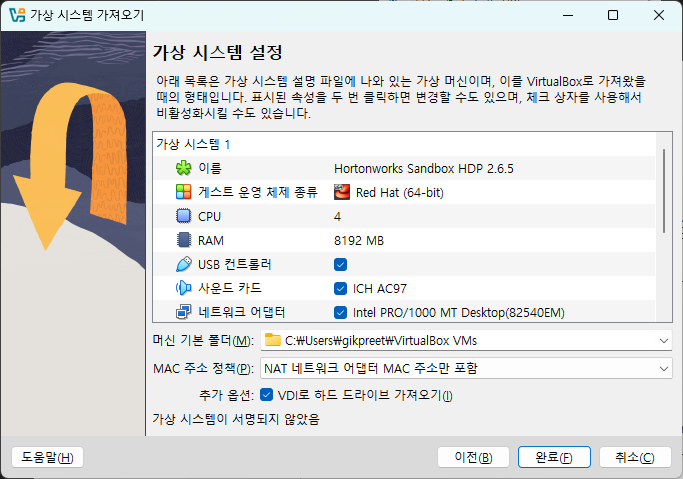 가상 시스템 가져오기
가상 시스템 설정
아래 목록은 가상 시스템 설명 파일에 나와 있는 가상 머신이며, 이를 VirtualBox로 가져왔을
때의 형태입니다. 표시된 속성을 두 번 클릭하면 변경할 수도 있으며, 체크 상자를 사용해서
비활성화시킬 수도 있습니다.
가상 시스템 1
이름 Hortonworks Sandbox HDP 2.6.5
게스트 운영 체제 종류 Red Hat (64-bit)
CPU 4
RAM 8192 MB
USB 컨트롤러
사운드 카드 ICH AC97
네트워크 어댑터 Intel PRO/1000 MT Desktop(82540EM)
머신 기본 폴더(M): C:₩Users₩gikpreet₩VirtualBox VMs
MAC 주소 정책(P): NAT 네트워크 어댑터 MAC 주소만 포함
추가 옵션: VDI로 하드 드라이브 가져오기(I)
가상 시스템이 서명되지 않았음
도움말(H) 이전(B) 완료(F) 취소(C)